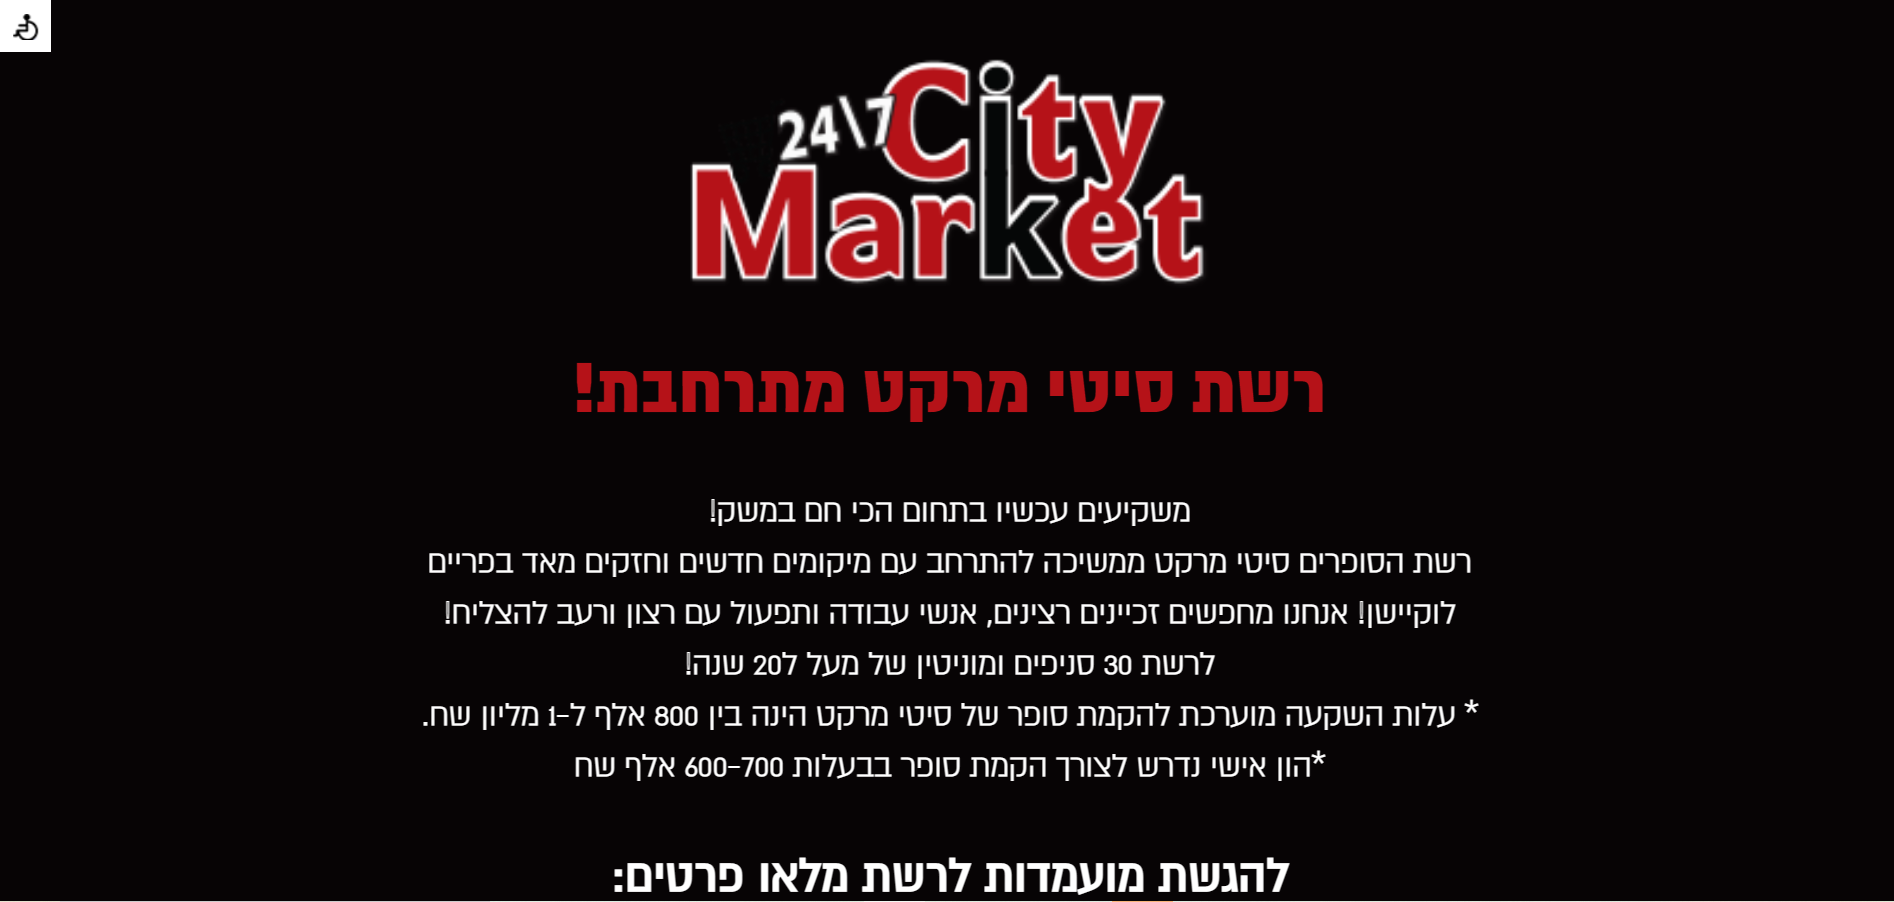 24\7 City
Market
רשת סיטי מרקט מתרחבת!
משקיעים עכשיו בתחום הכי חם במשק!
רשת הסופרים סיטי מרקט ממשיכה להתרחב עם מיקומים חדשים וחזקים מאד בפריים
לוקיישן! אנחנו מחפשים זכיינים רצינים, אנשי עבודה ותפעול עם רצון ורעב להצליח!
לרשת 30 סניפים ומוניטין של מעל ל20 שנה!
* עלות השקעה מוערכת להקמת סופר של סיטי מרקט הינה בין 800 אלף ל-1 מליון שח.
*הון אישי נדרש לצורך הקמת סופר בבעלות 600-700 אלף שח
להגשת מועמדות לרשת מלאו פרטים: